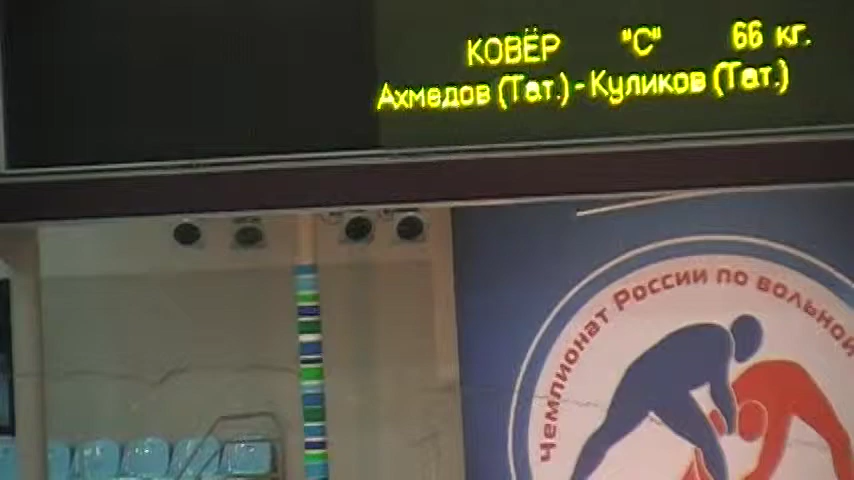 КОВЁР "С" 66 кг.
Ахмедов (Тат.) - Куликов (Тат.)
Чемпионат России по вольной